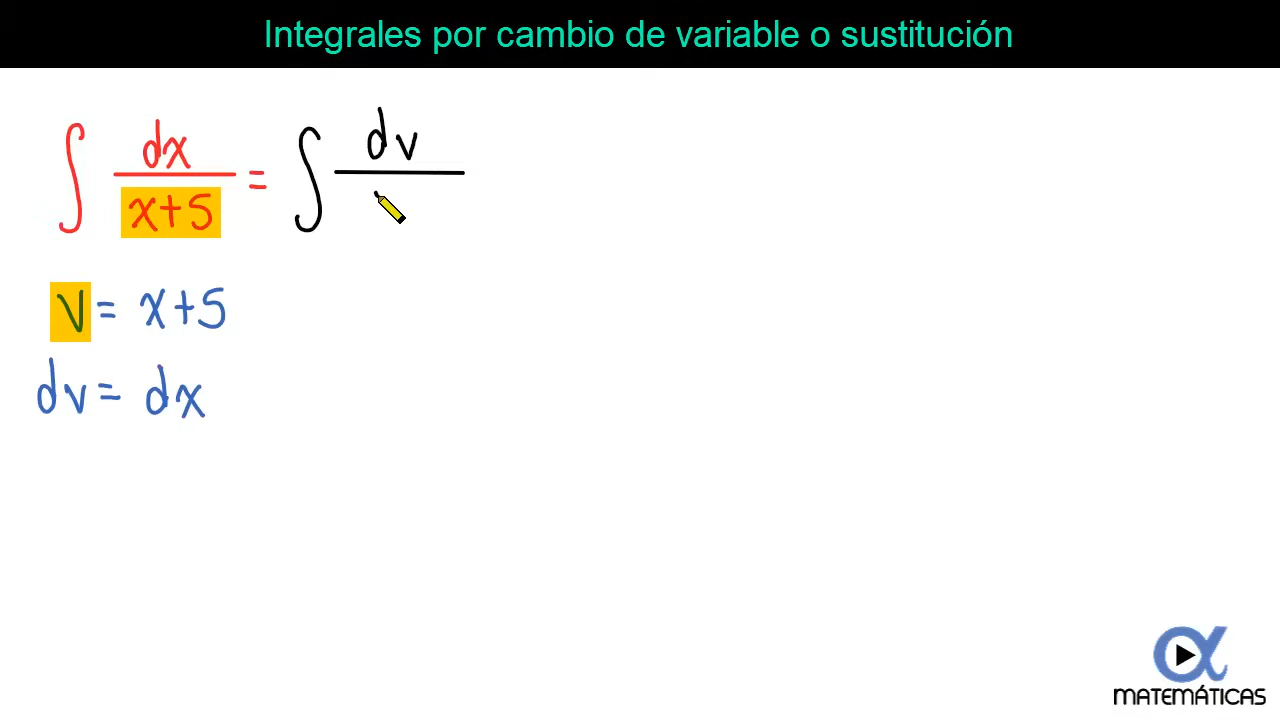 Integrales por cambio de variable o sustitución
∫ dx / x+5 = ∫ dv /
v = x+5
dv = dx
MATEMÁTICAS